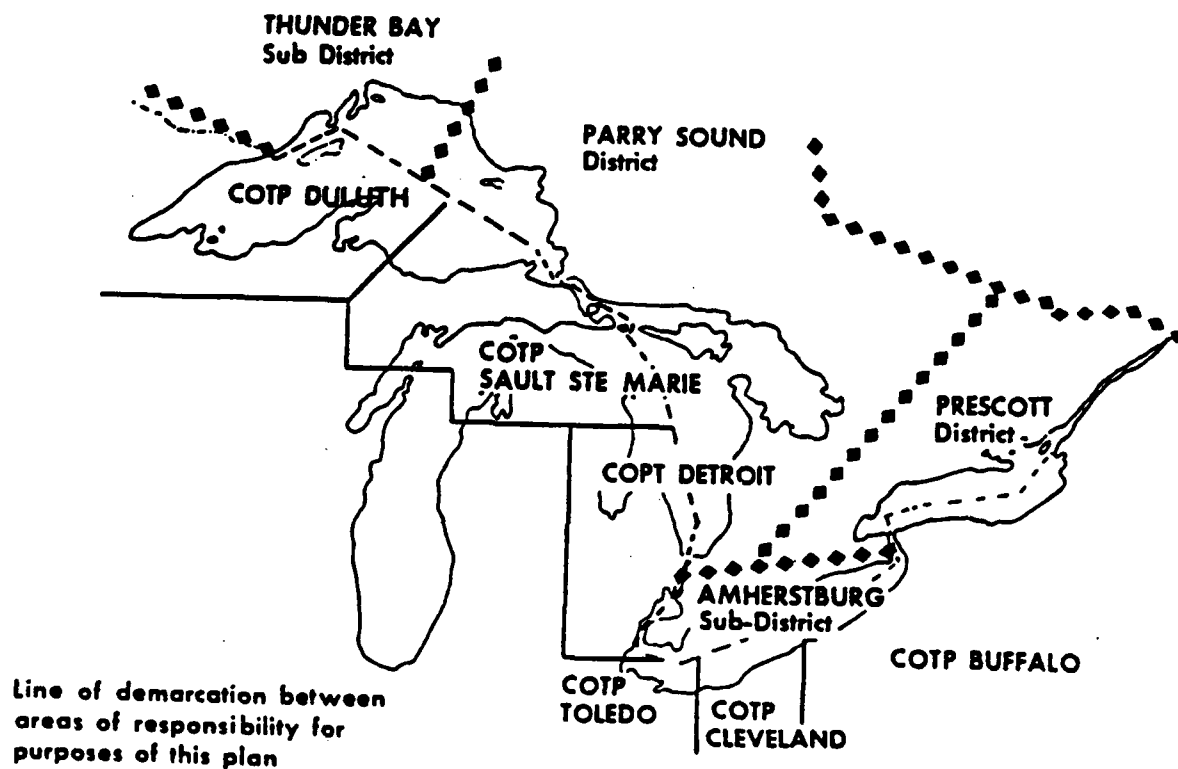 THUNDER BAY
Sub District
PARRY SOUND
District
COTP DULUTH
COTP
SAULT STE MARIE
PRESCOTT
District
COPT DETROIT
AMHERSTBURG
Sub-District
COTP BUFFALO
COTP
TOLEDO
COTP
CLEVELAND
Line of demarcation between
areas of responsibility for
purposes of this plan